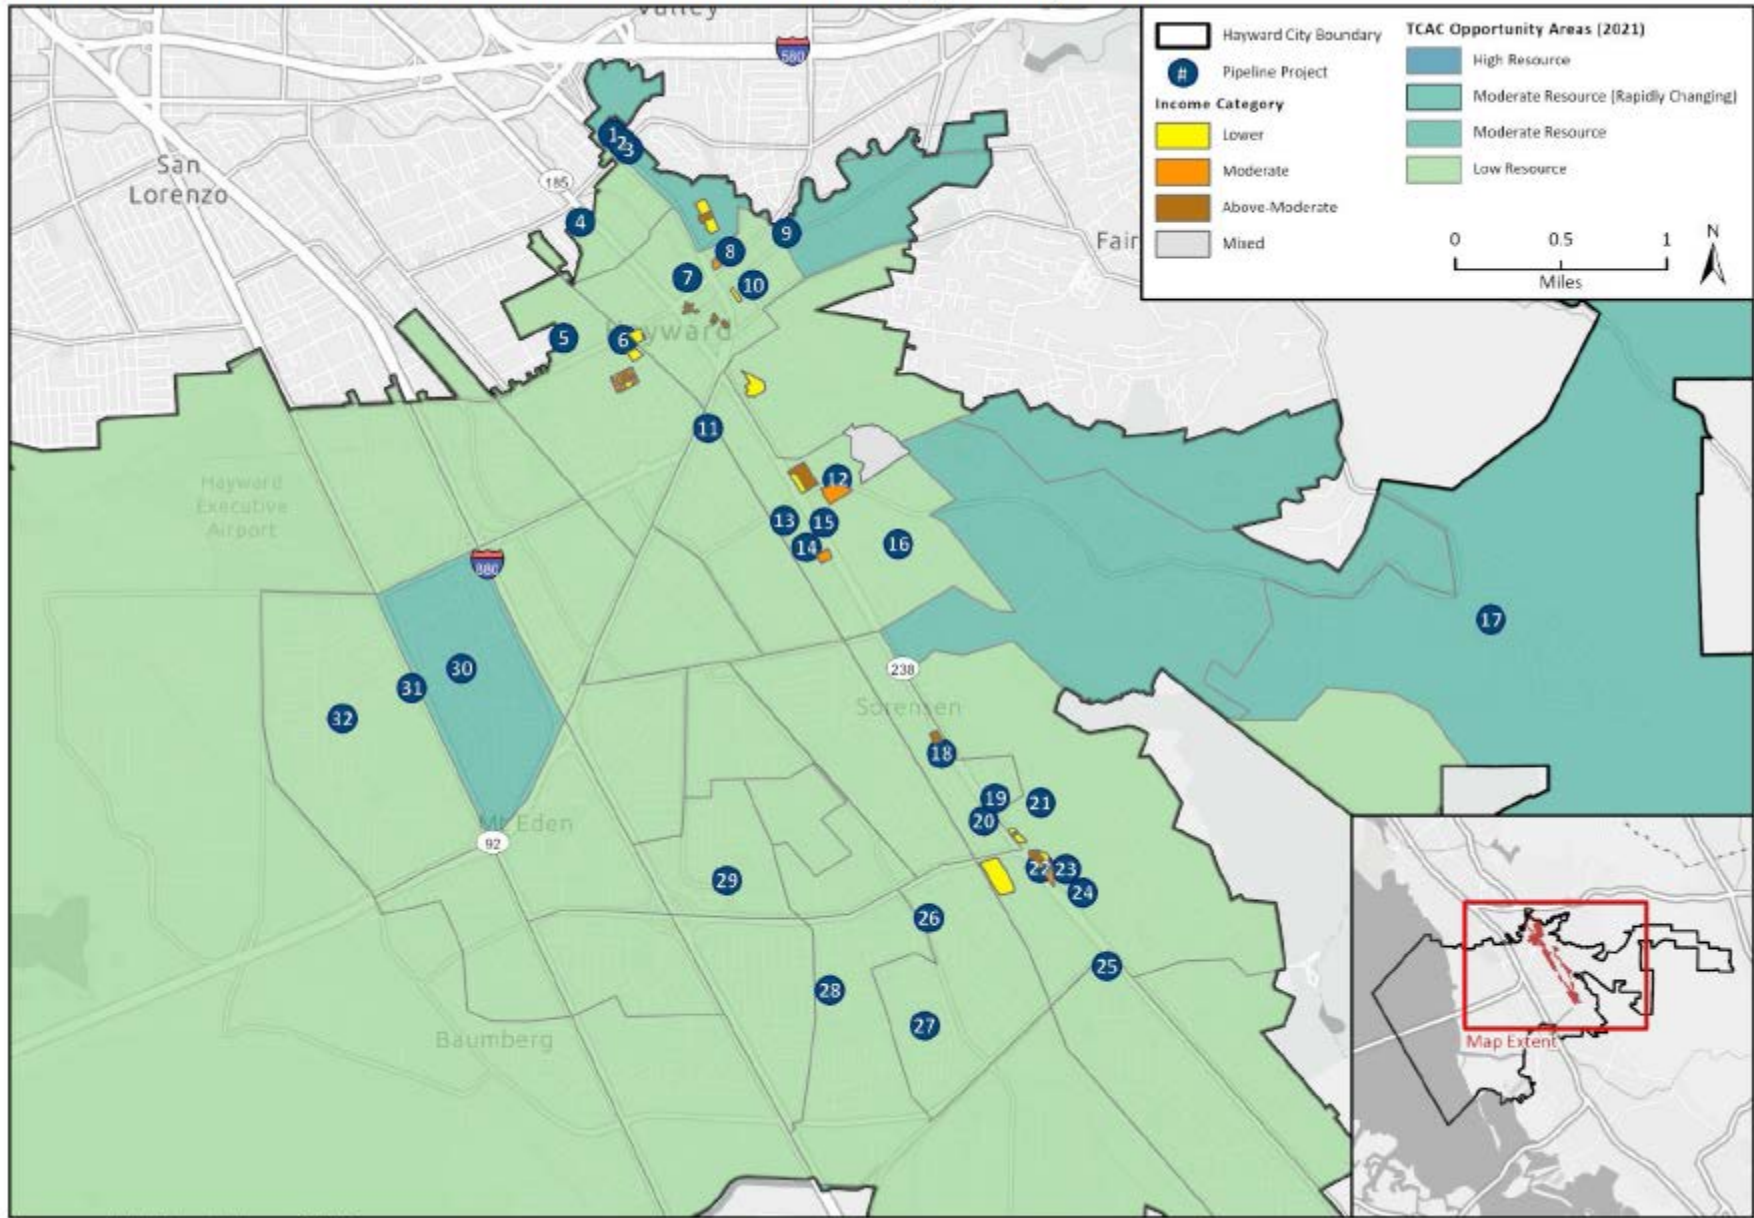 Valley
580
San
Lorenzo
185
Fair
Hayward
Hayward
Executive
Airport
880
238
Sorensen
Mt Eden
92
Baumberg
1
2
3
4
5
6
7
8
9
10
11
12
13
14
15
16
17
18
19
20
21
22
23
24
25
26
27
28
29
30
31
32
Hayward City Boundary
#
Pipeline Project
Income Category
Lower
Moderate
Above-Moderate
Mixed
TCAC Opportunity Areas (2021)
High Resource
Moderate Resource (Rapidly Changing)
Moderate Resource
Low Resource
0 0.5 1
Miles
N
Map Extent